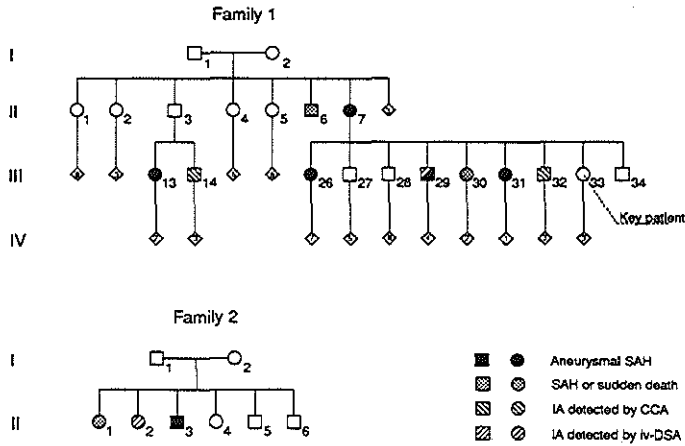 Family 1
I
1 2
II
1 2 3 4 5 6 7
III
13 14 26 27 28 29 30 31 32 33 34
Key patient
IV
Family 2
I
1 2
Aneurysmal SAH
SAH or sudden death
II
1 2 3 4 5 6
IA detected by CCA
IA detected by iv-DSA